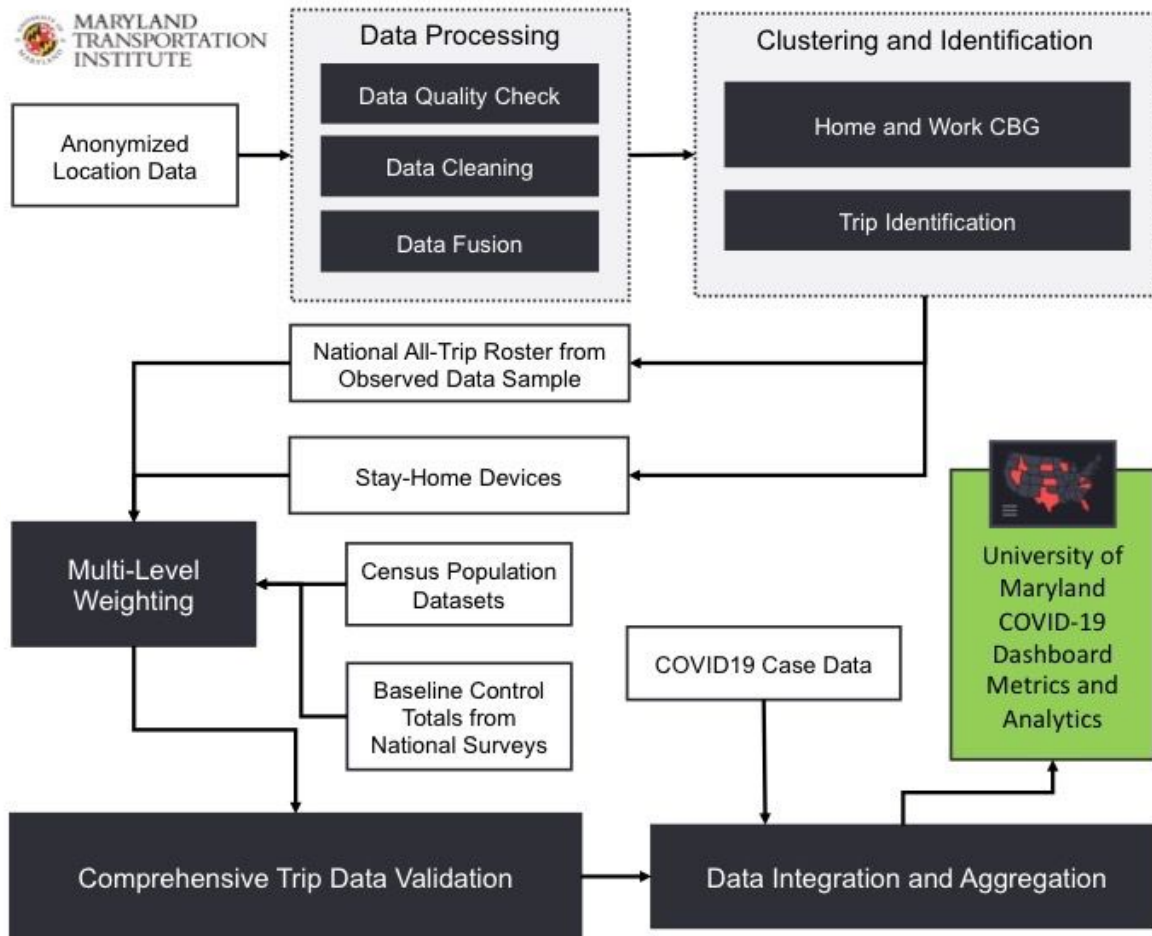 MARYLAND
TRANSPORTATION
INSTITUTE
Data Processing
Data Quality Check
Data Cleaning
Data Fusion
Clustering and Identification
Home and Work CBG
Trip Identification
Anonymized
Location Data
National All-Trip Roster from
Observed Data Sample
Stay-Home Devices
Multi-Level
Weighting
Census Population
Datasets
Baseline Control
Totals from
National Surveys
COVID19 Case Data
University of
Maryland
COVID-19
Dashboard
Metrics and
Analytics
Comprehensive Trip Data Validation
Data Integration and Aggregation